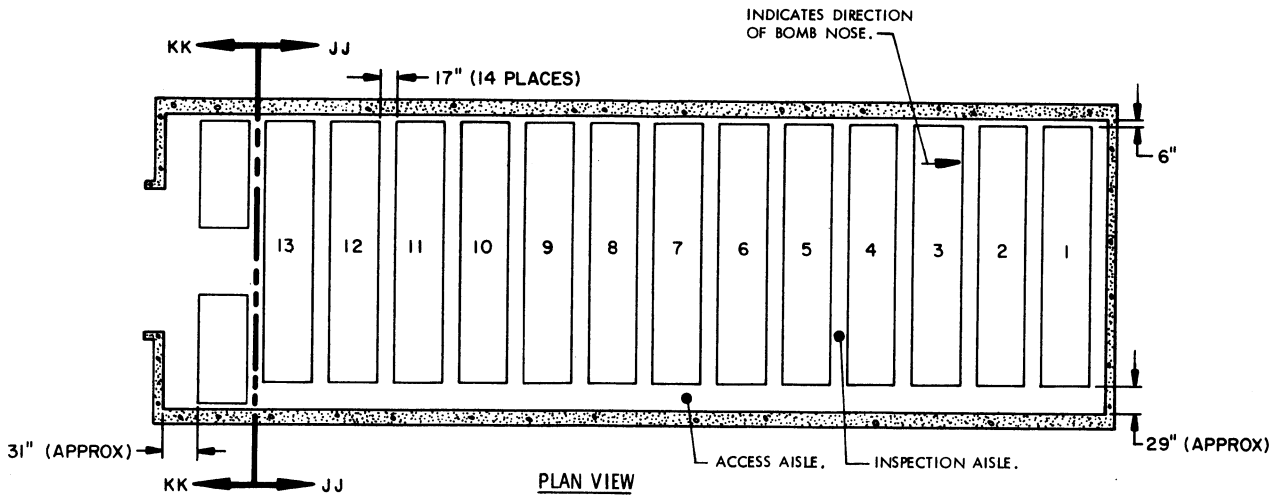 INDICATES DIRECTION
OF BOMB NOSE.
KK JJ
17" (14 PLACES)
6"
13 12 11 10 9 8 7 6 5 4 3 2 1
31" (APPROX)
29" (APPROX)
ACCESS AISLE.
INSPECTION AISLE.
KK JJ
PLAN VIEW